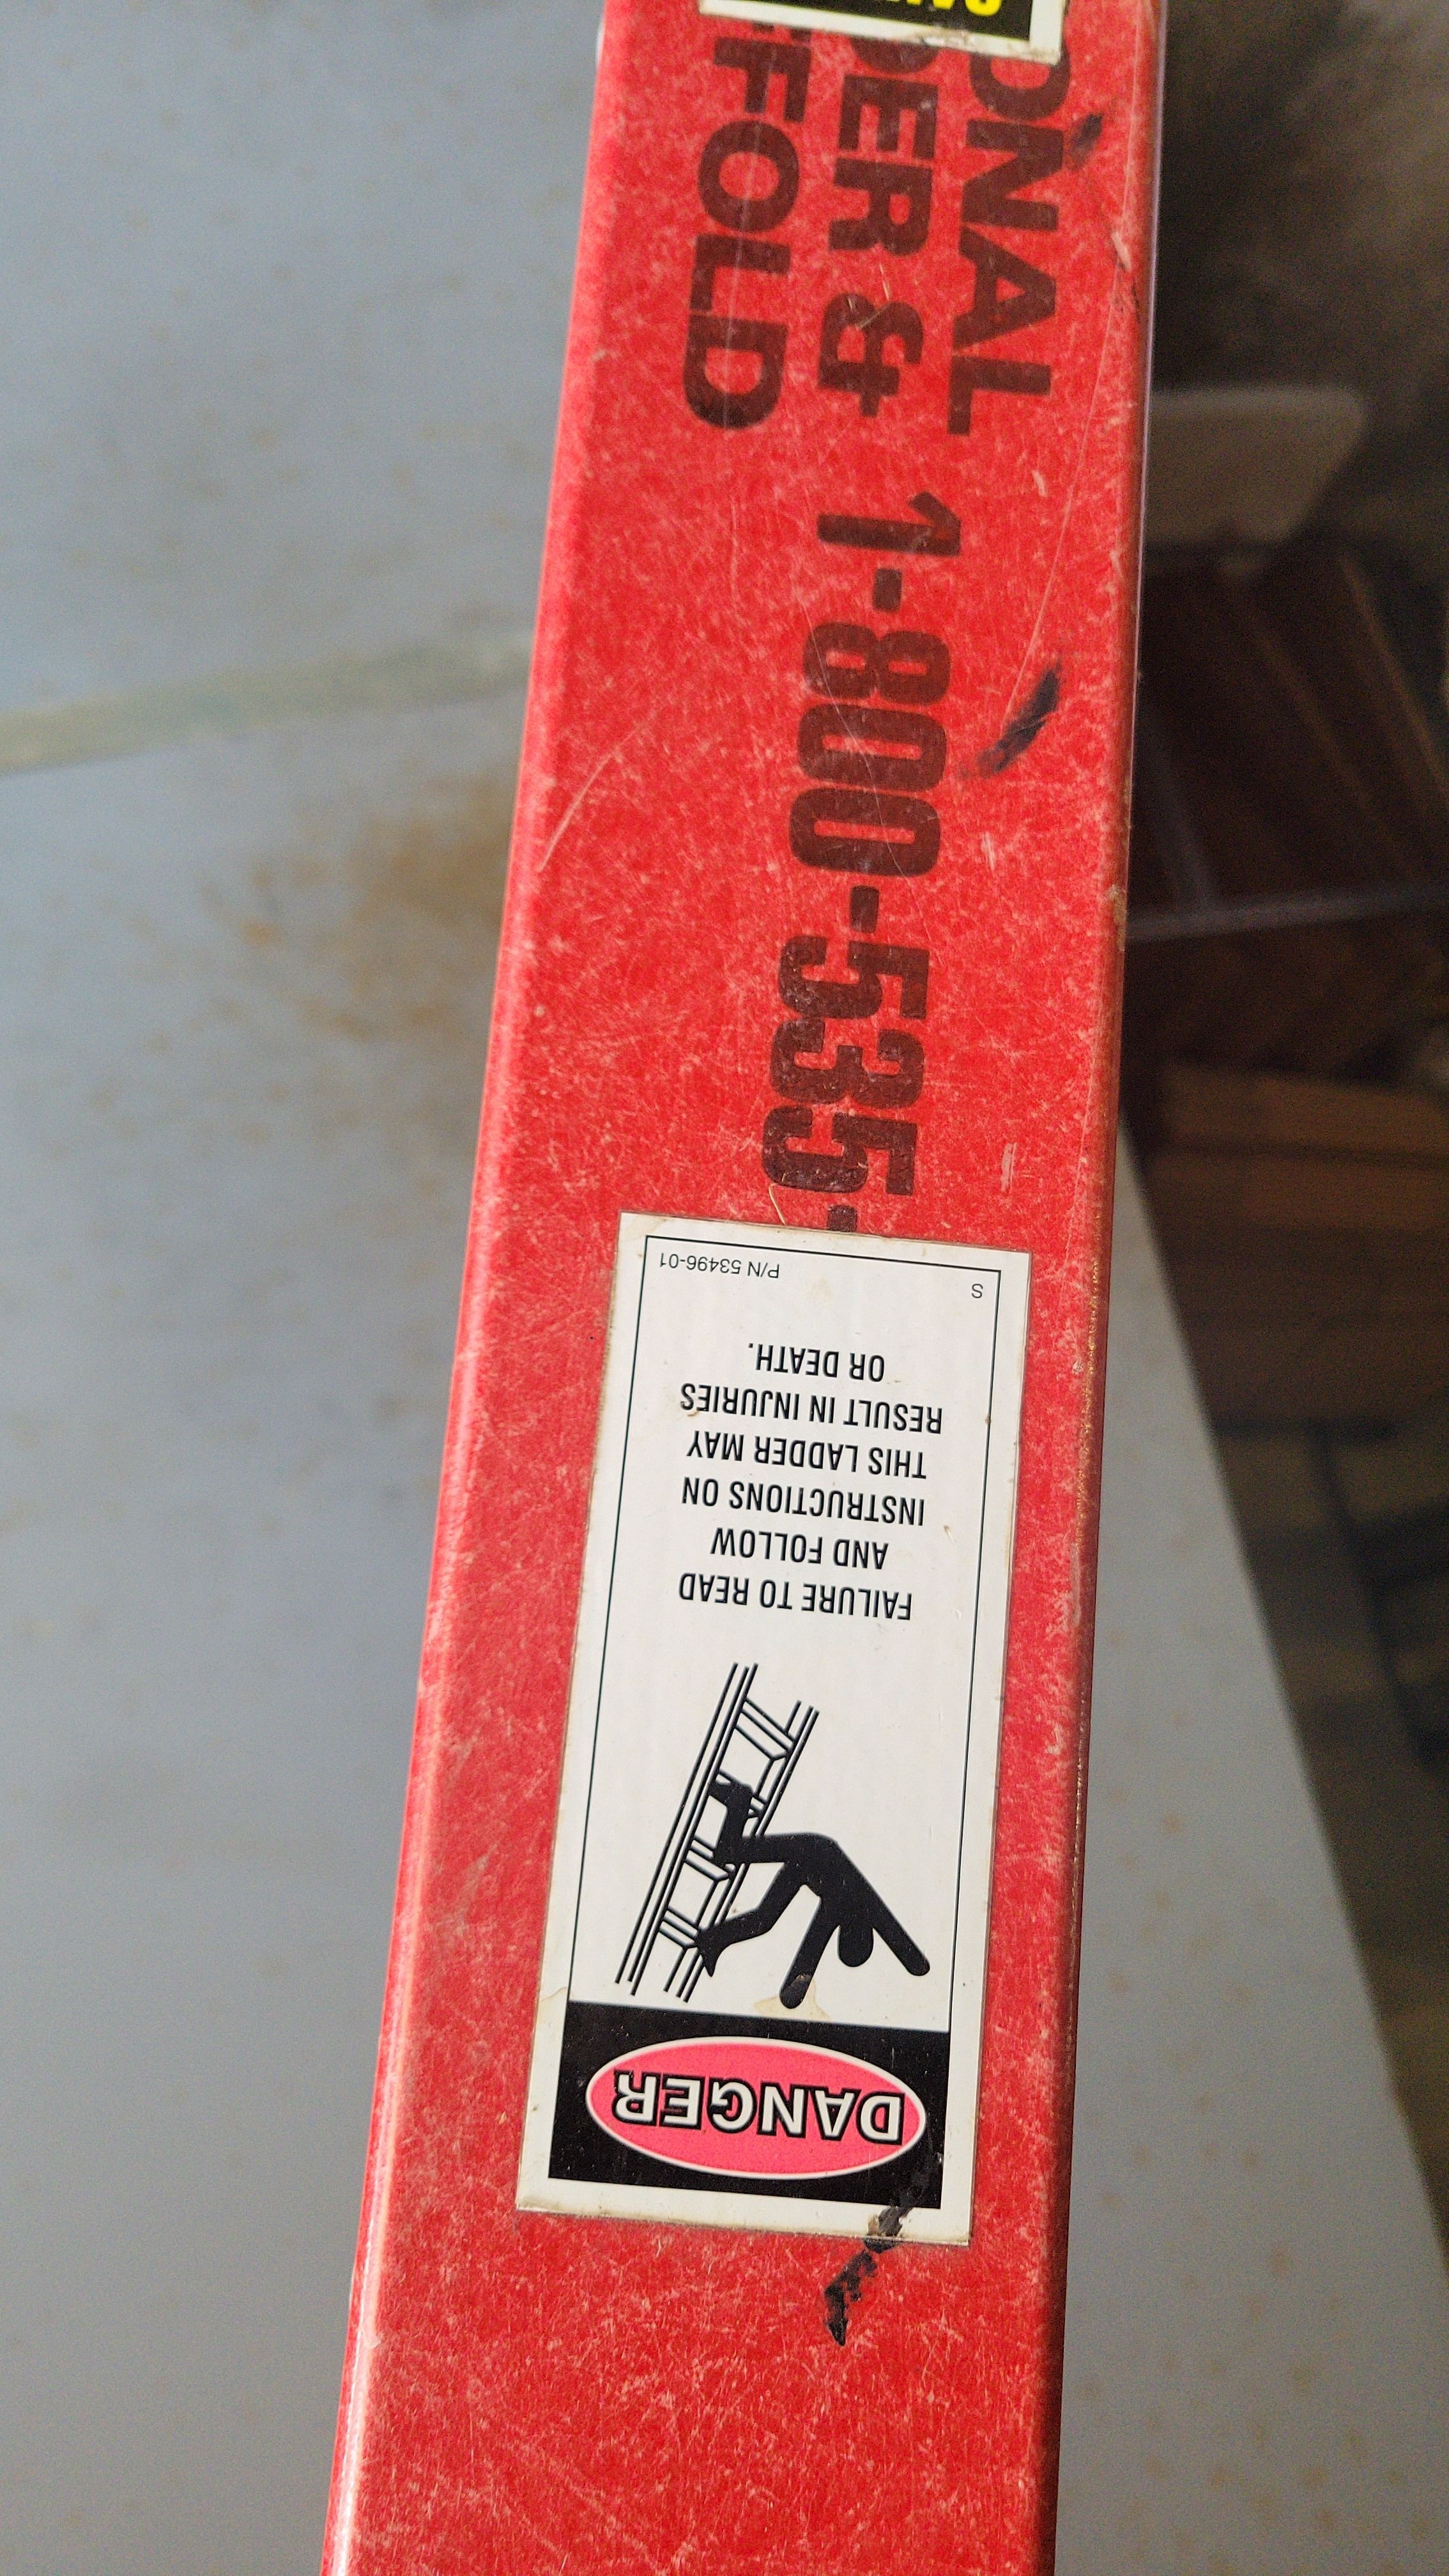 ONAL
DER &
FOLD
1-800-535-
DANGER
FAILURE TO READ
AND FOLLOW
INSTRUCTIONS ON
THIS LADDER MAY
RESULT IN INJURIES
OR DEATH.
S P/N 53496-01